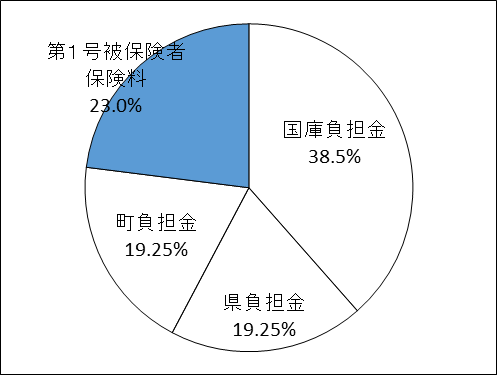 第１号被保険者
保険料
23.0%
国庫負担金
38.5%
町負担金
19.25%
県負担金
19.25%